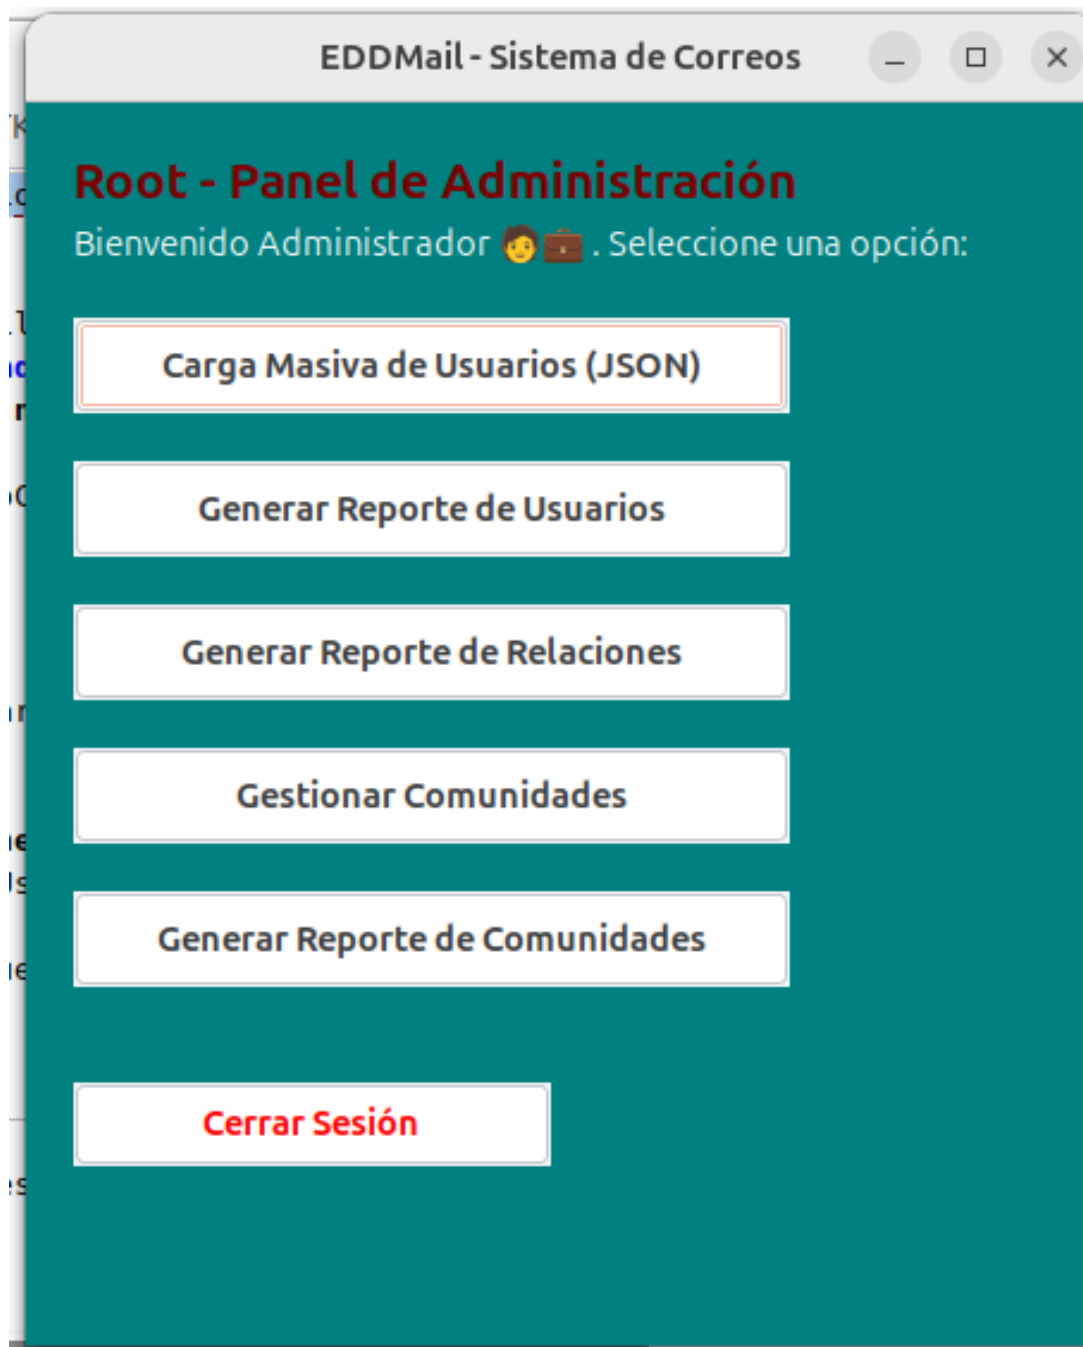 EDDMail - Sistema de Correos
Root - Panel de Administración
Bienvenido Administrador 🧑💼 . Seleccione una opción:
Carga Masiva de Usuarios (JSON)
Generar Reporte de Usuarios
Generar Reporte de Relaciones
Gestionar Comunidades
Generar Reporte de Comunidades
Cerrar Sesión